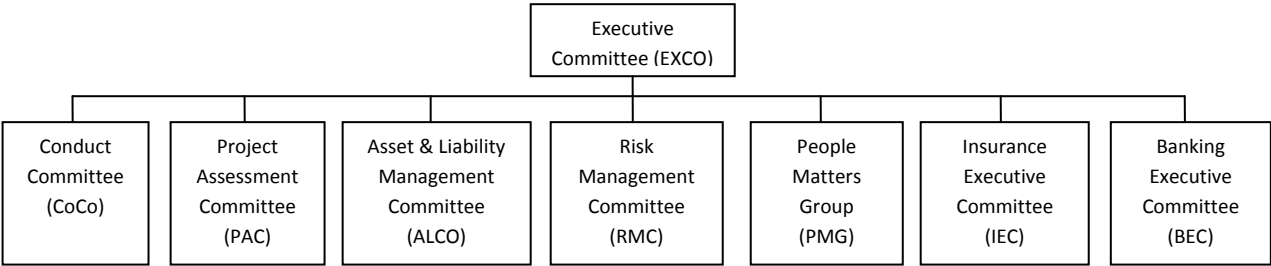 Executive
Committee (EXCO)
Conduct
Committee
(CoCo)
Project
Assessment
Committee
(PAC)
Asset & Liability
Management
Committee
(ALCO)
Risk
Management
Committee
(RMC)
People
Matters
Group
(PMG)
Insurance
Executive
Committee
(IEC)
Banking
Executive
Committee
(BEC)